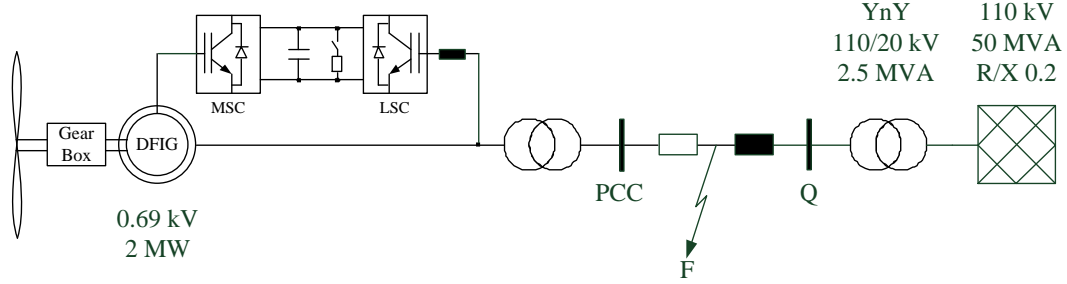 YnY
110/20 kV
2.5 MVA
110 kV
50 MVA
R/X 0.2
MSC
LSC
Gear
Box
DFIG
PCC
Q
0.69 kV
2 MW
F